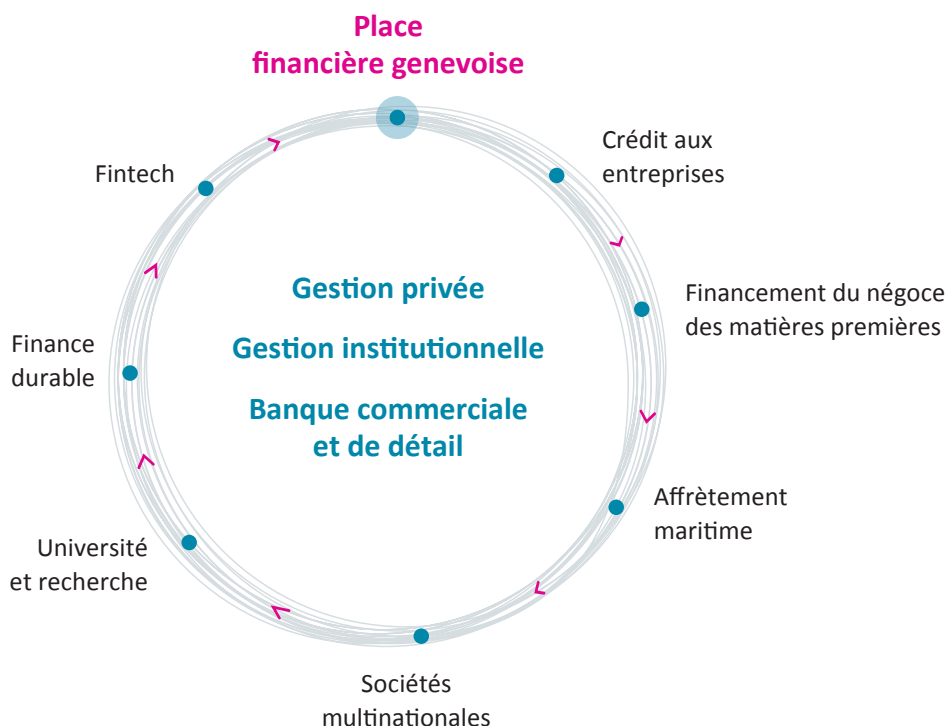 Place
financière genevoise
Crédit aux
entreprises
Financement du négoce
des matières premières
Affrètement
maritime
Sociétés
multinationales
Université
et recherche
Finance
durable
Fintech
Gestion privée
Gestion institutionnelle
Banque commerciale
et de détail